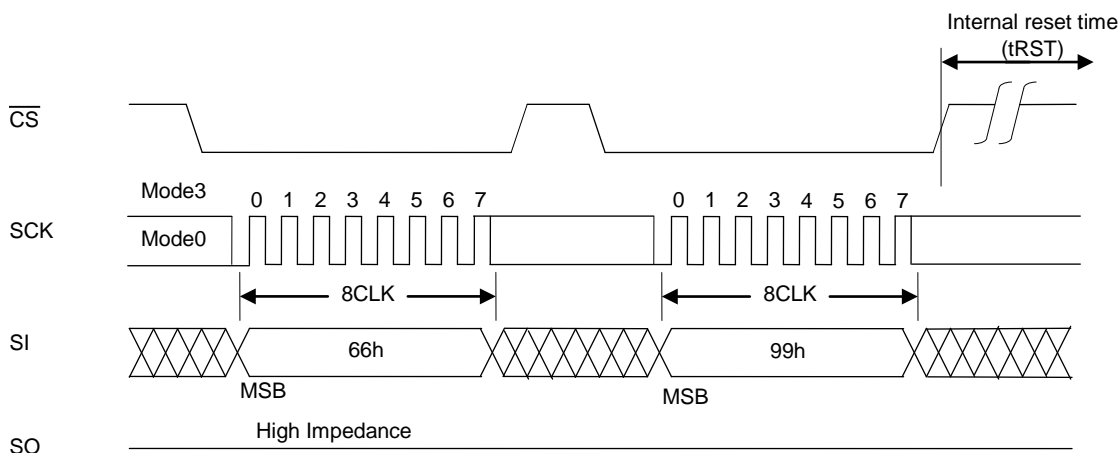 Internal reset time
(tRST)
CS
Mode3
0 1 2 3 4 5 6 7
0 1 2 3 4 5 6 7
SCK
Mode0
8CLK
8CLK
SI
66h
99h
MSB
MSB
High Impedance
SO